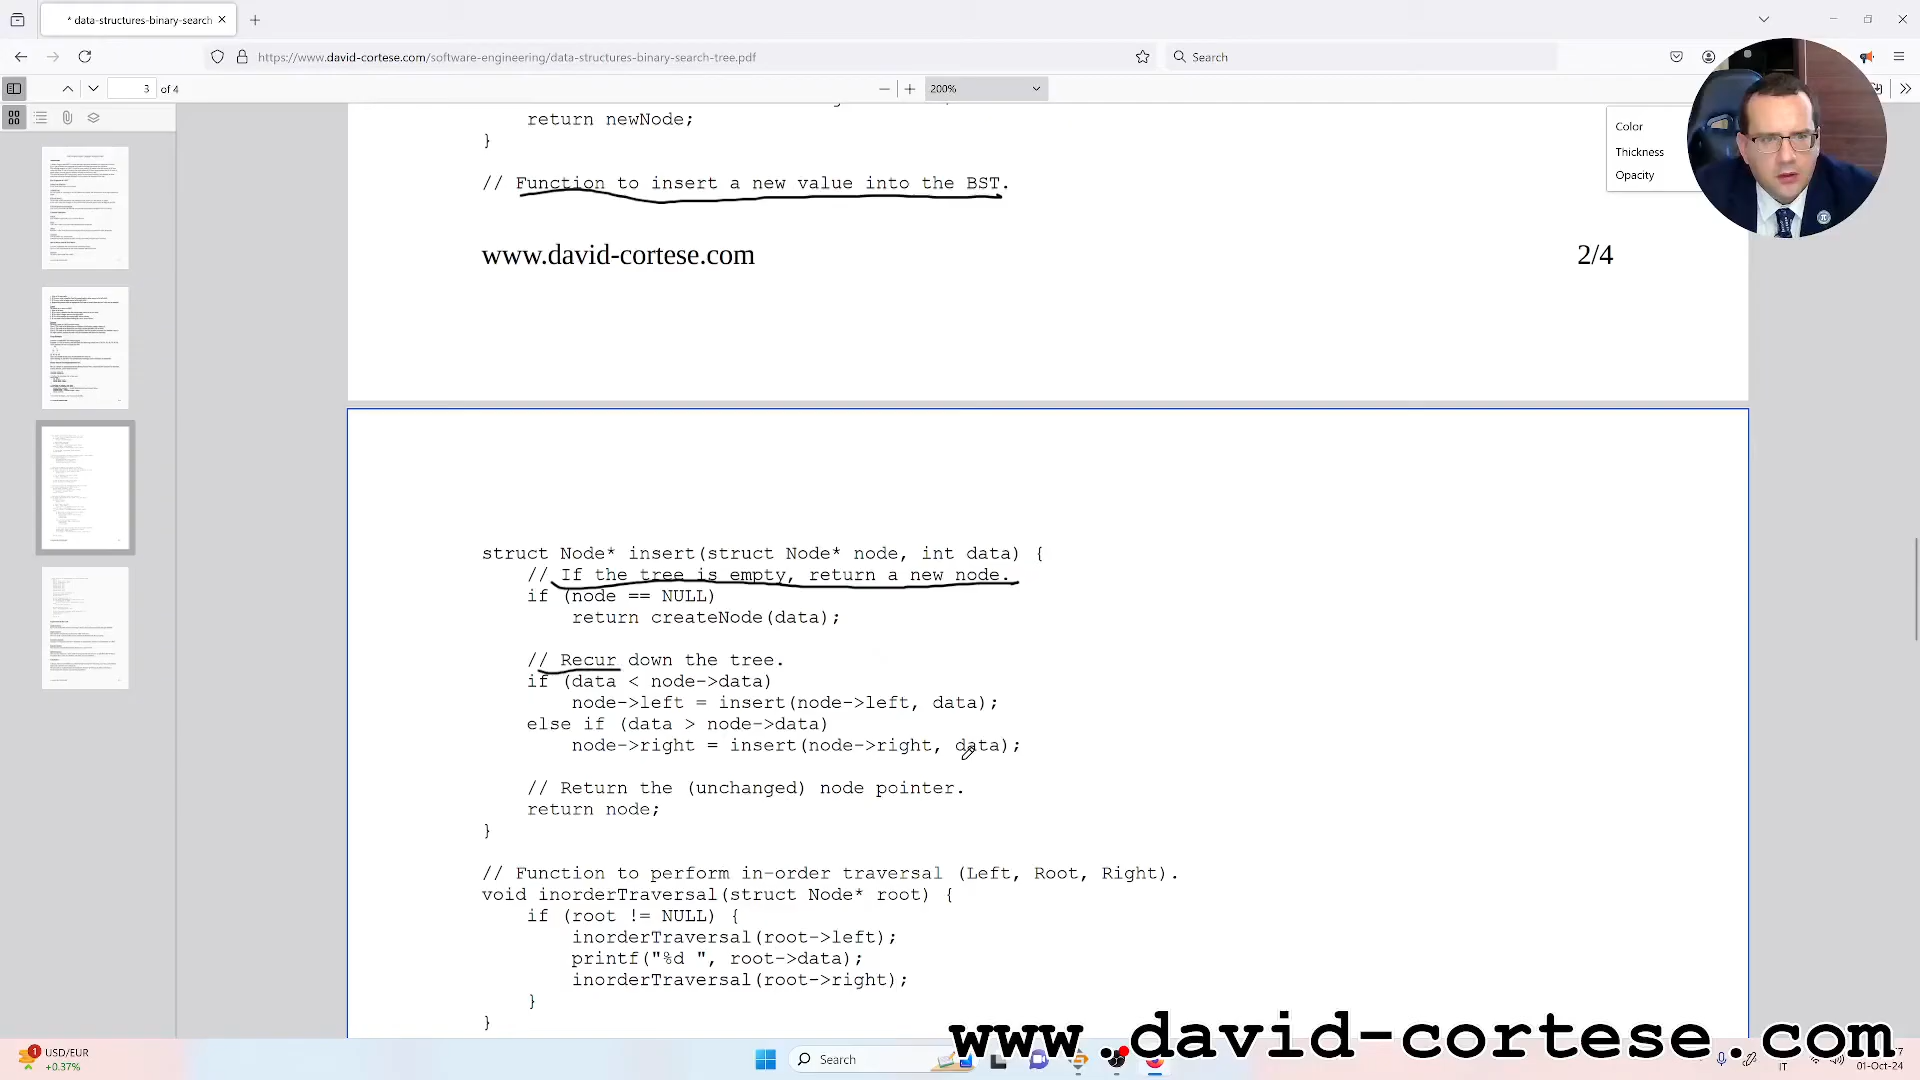 * data-structures-binary-search
https://www.david-cortese.com/software-engineering/data-structures-binary-search-tree.pdf
Search
3 of 4
200%
Color
Thickness
Opacity
return newNode;
}
// Function to insert a new value into the BST.
www.david-cortese.com
2/4
struct Node* insert(struct Node* node, int data) {
// If the tree is empty, return a new node.
if (node == NULL)
return createNode(data);
// Recur down the tree.
if (data < node->data)
node->left = insert(node->left, data);
else if (data > node->data)
node->right = insert(node->right, data);
// Return the (unchanged) node pointer.
return node;
}
// Function to perform in-order traversal (Left, Root, Right).
void inorderTraversal(struct Node* root) {
if (root != NULL) {
inorderTraversal(root->left);
printf("%d ", root->data);
inorderTraversal(root->right);
}
}
www.david-cortese.com
1
USD/EUR
+0.37%
Search
IT
01-Oct-24